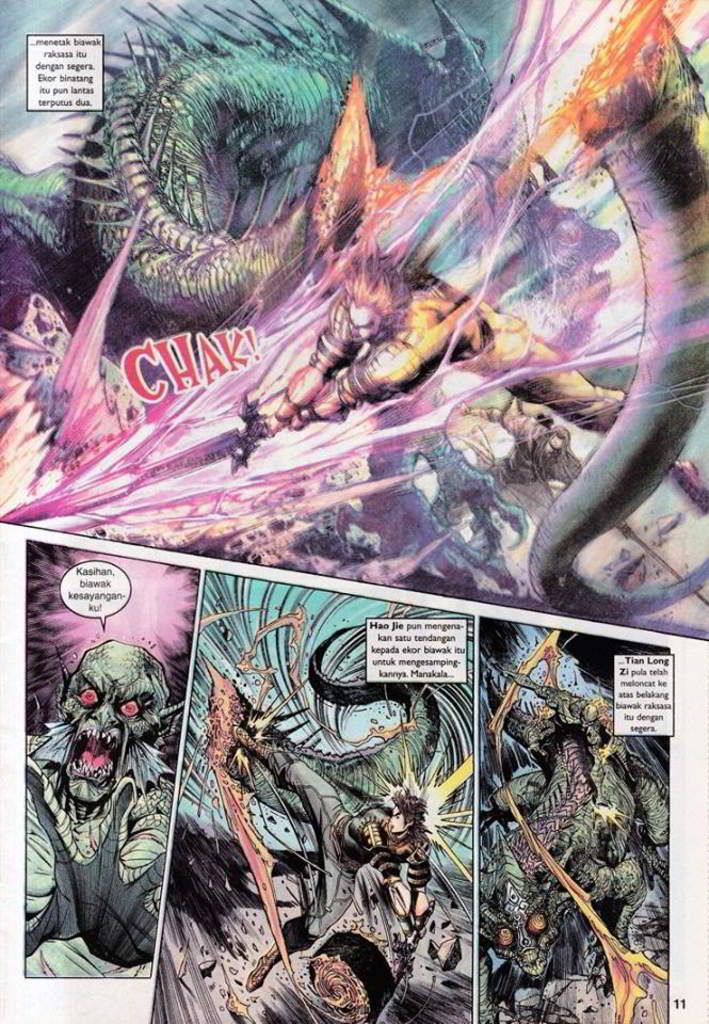 ...menetak biawak
raksasa itu
dengan segera.
Ekor binatang
itu pun lantas
terputus dua.
CHAK!
Kasihan,
biawak
kesayangan-
ku!
Hao Jie pun mengena-
kan satu tendangan
kepada ekor biawak itu
untuk mengesamping-
kannya. Manakala...
...Tian Long
Zi pula telah
meloncat ke
atas belakang
biawak raksasa
itu dengan
segera.
11